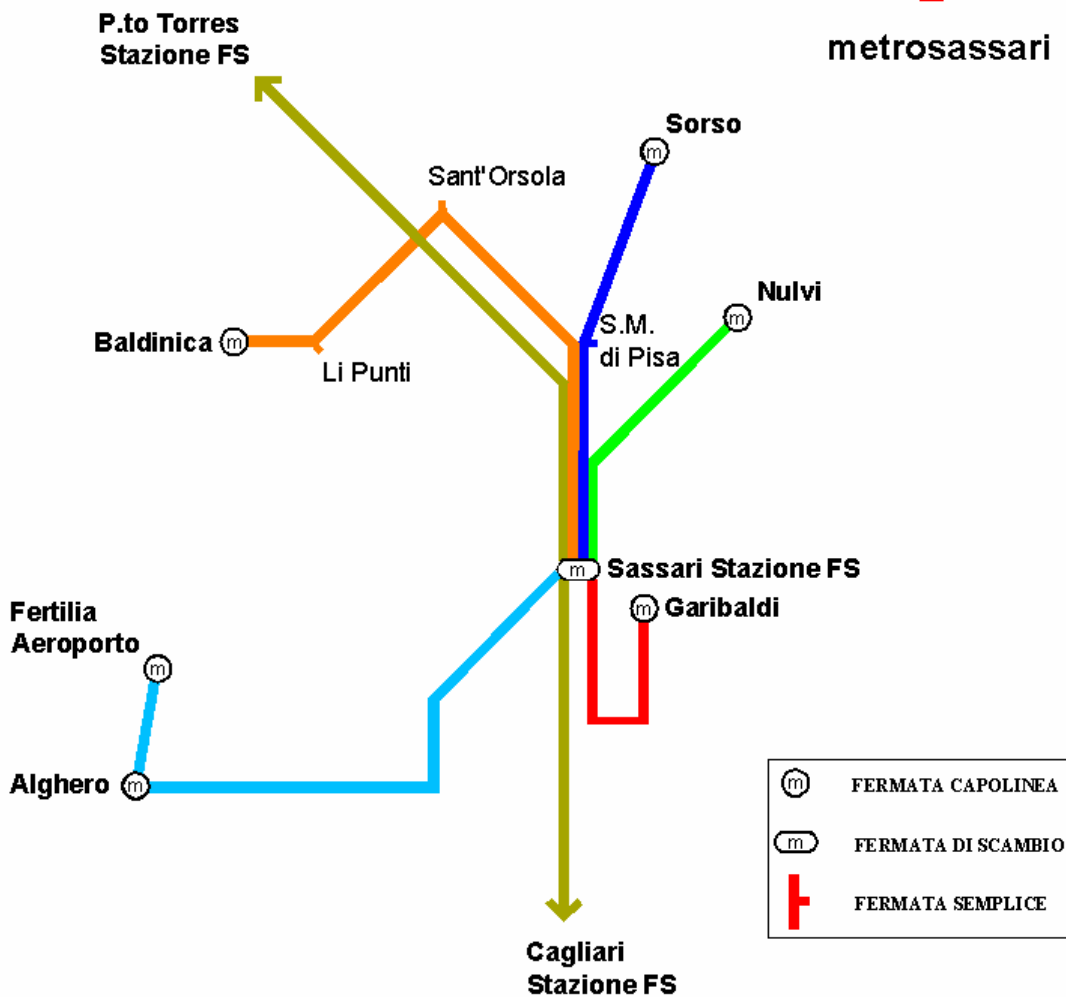 P.to Torres
Stazione FS
metrosassari
Sorso
m
Sant'Orsola
Nulvi
m
S.M.
di Pisa
Baldinica
m
Li Punti
m
Sassari Stazione FS
m
Garibaldi
Fertilia
Aeroporto
m
Alghero
m
m
FERMATA CAPOLINEA
m
FERMATA DI SCAMBIO
FERMATA SEMPLICE
Cagliari
Stazione FS